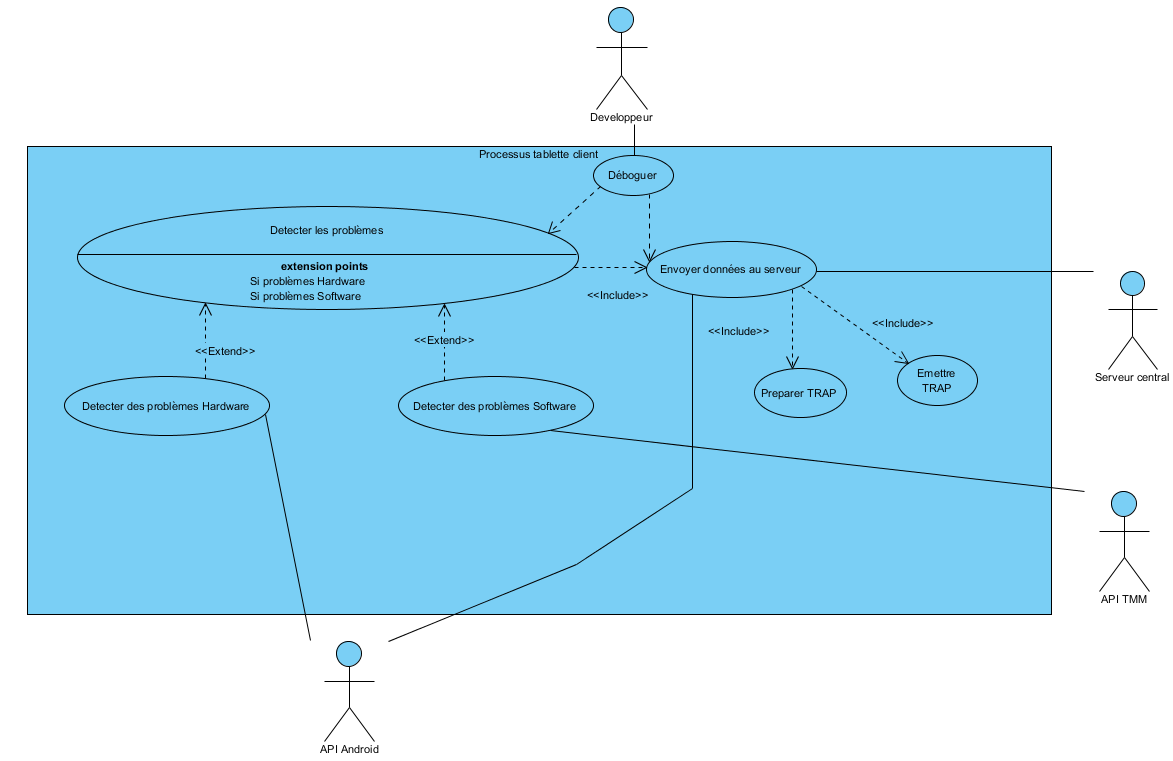 Developpeur
Processus tablette client
Déboguer
Detecter les problèmes
extension points
Si problèmes Hardware
Si problèmes Software
Envoyer données au serveur
<<Include>>
<<Include>>
<<Include>>
<<Extend>>
<<Extend>>
Emettre
TRAP
Preparer TRAP
Serveur central
Detecter des problèmes Hardware
Detecter des problèmes Software
API TMM
API Android